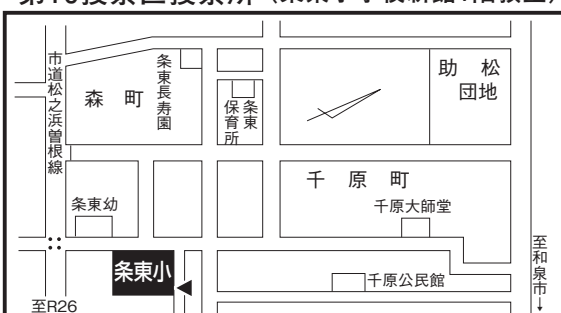 市道松之浜曽根線
森町
条東長寿園
条東保育所
助松団地
千原町
条東幼
千原大師堂
条東小
千原公民館
至和泉市↓
至R26